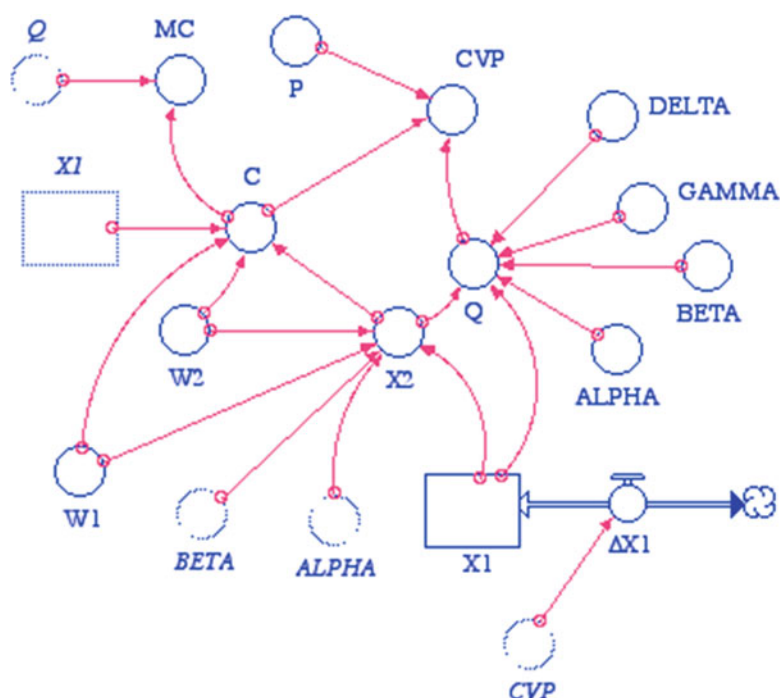 Q
MC
P
CVP
DELTA
X1
C
GAMMA
Q
BETA
W2
X2
ALPHA
W1
BETA
ALPHA
X1
ΔX1
CVP